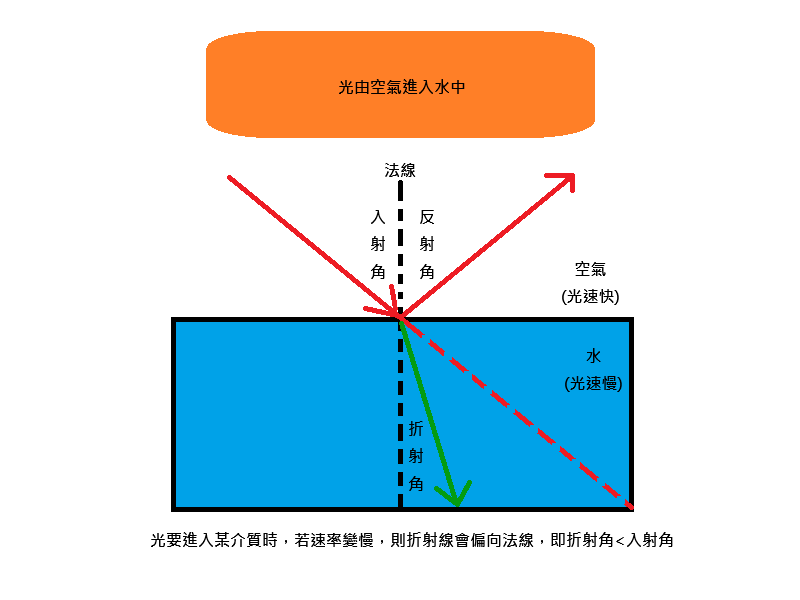 光由空氣進入水中
法線
入射角
反射角
空氣
(光速快)
水
(光速慢)
折射角
光要進入某介質時，若速率變慢，則折射線會偏向法線，即折射角<入射角